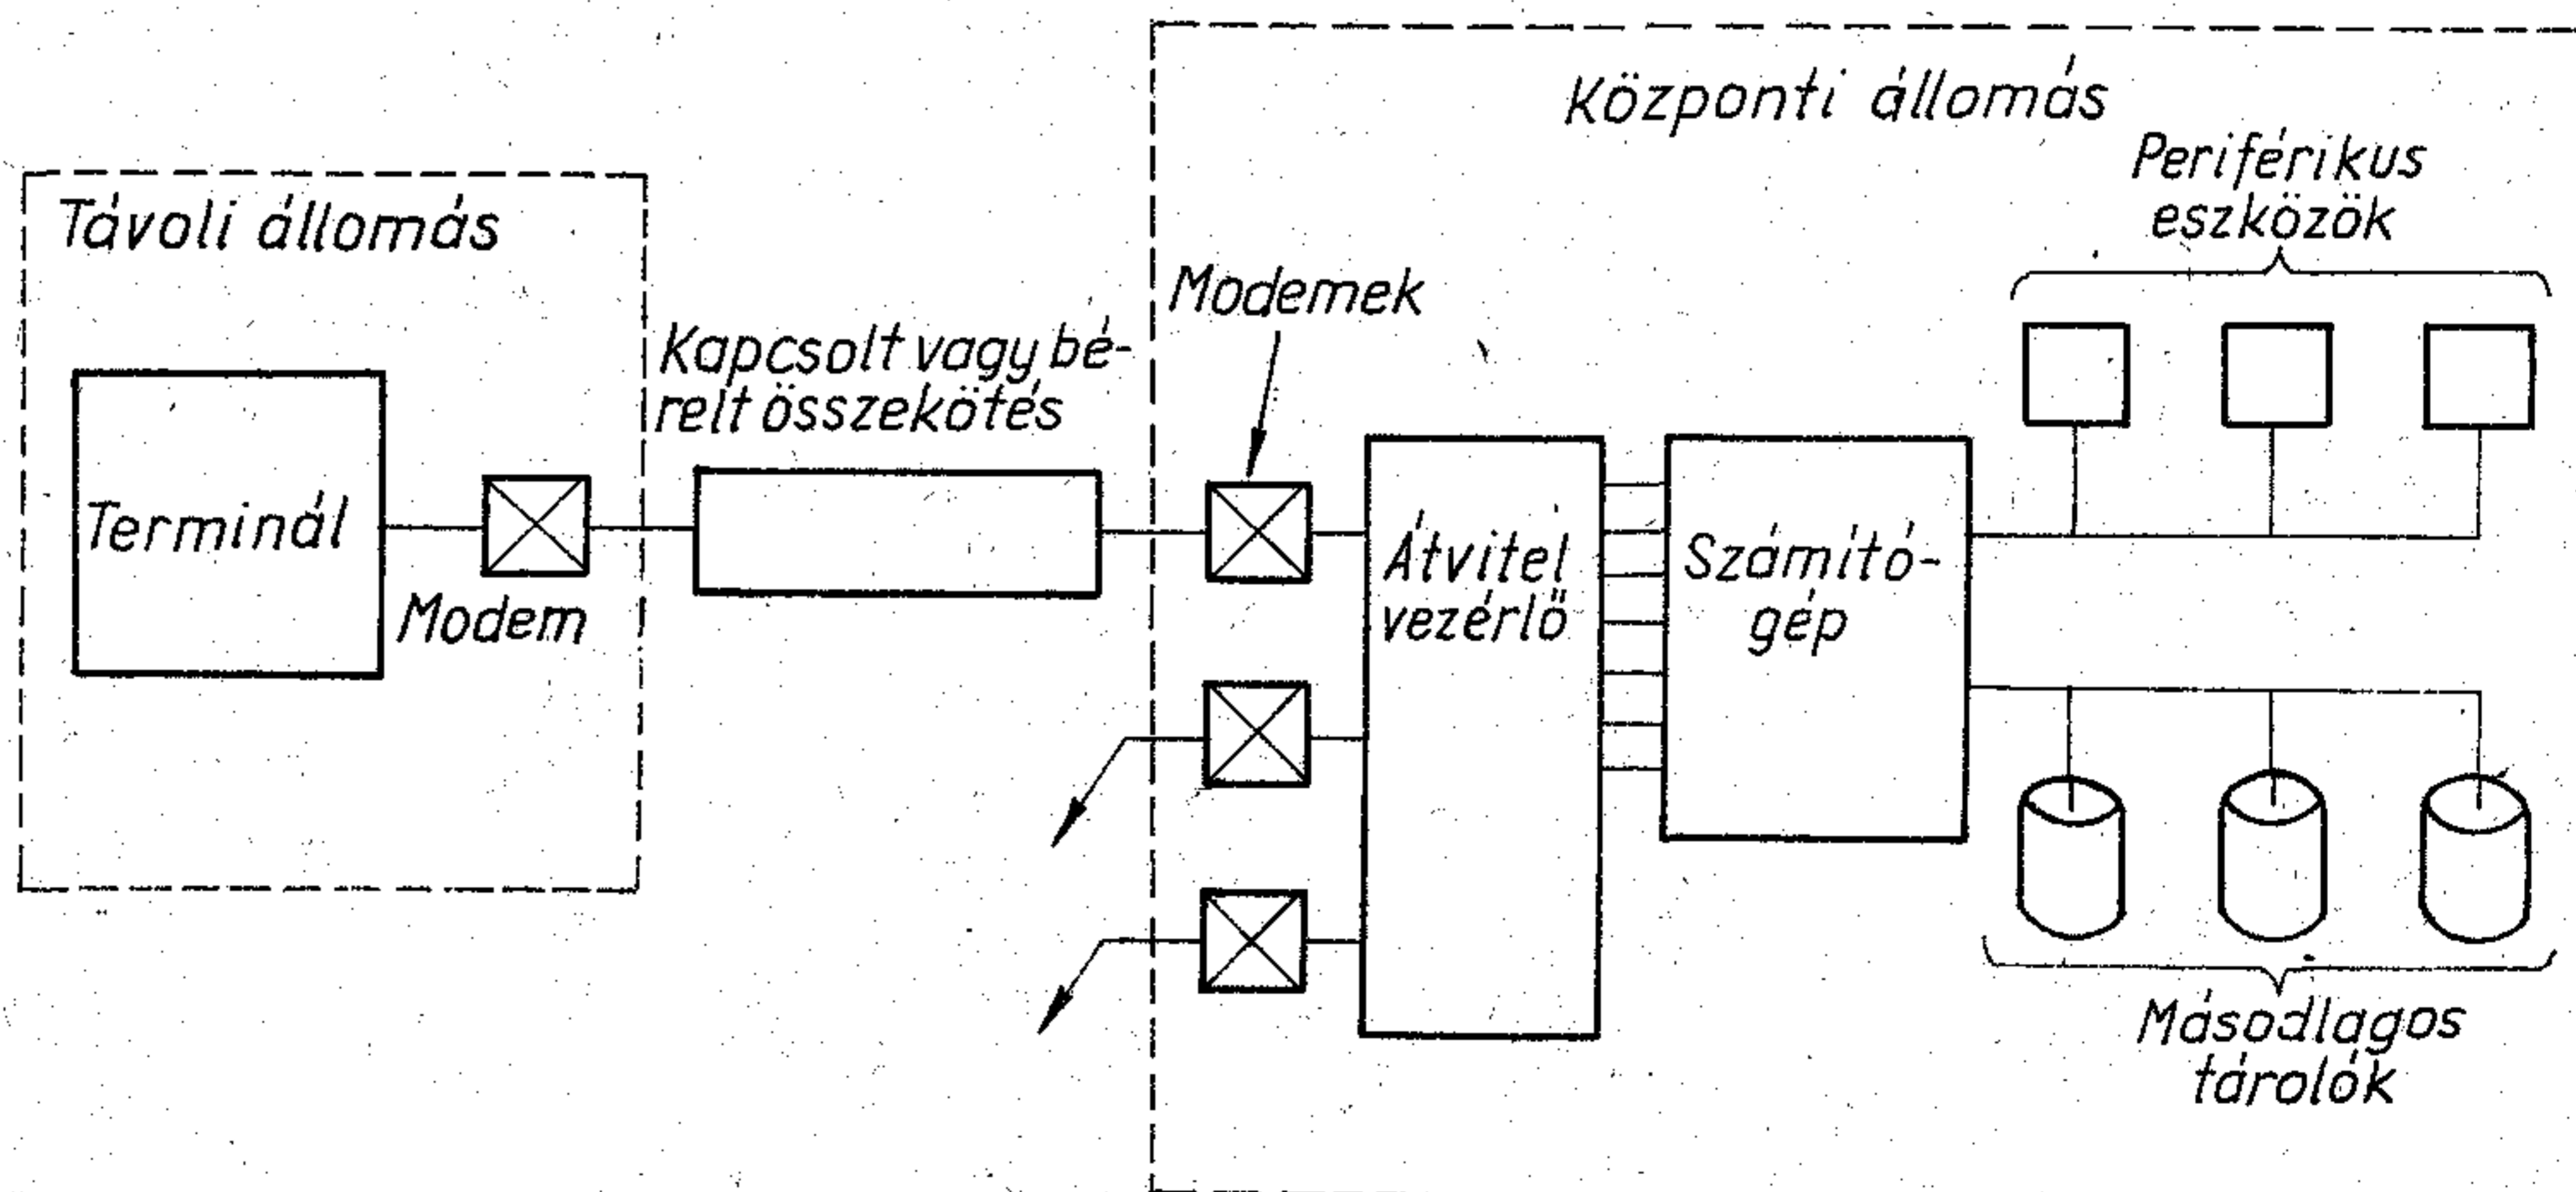 Központi állomás
Periférikus
eszközök
Távoli állomás
Modemek
Kapcsolt vagy bé-
relt összekötés
Terminál
Modem
Átvitel
vezérlő
Számító-
gép
Másodlagos
tárolók